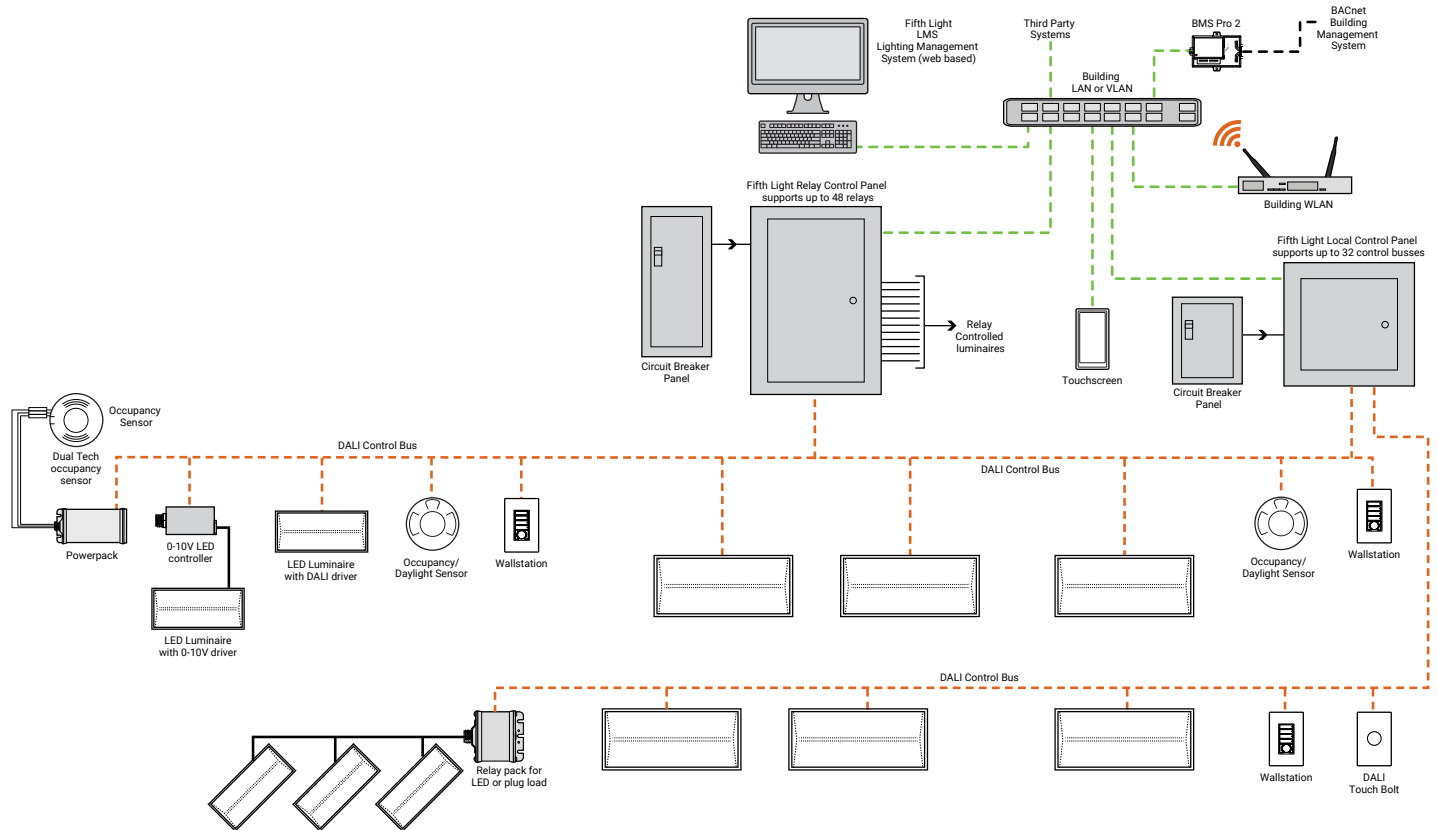 Fifth Light
LMS
Lighting Management
System (web based)
Third Party
Systems
BMS Pro 2
BACnet
Building
Management
System
Building
LAN or VLAN
Building WLAN
Fifth Light Relay Control Panel
supports up to 48 relays
Fifth Light Local Control Panel
supports up to 32 control busses
Relay
Controlled
luminaires
Circuit Breaker
Panel
Touchscreen
Circuit Breaker
Panel
Occupancy
Sensor
Dual Tech
occupancy
sensor
DALI Control Bus
DALI Control Bus
Powerpack
0-10V LED
controller
LED Luminaire
with DALI driver
Occupancy/
Daylight Sensor
Wallstation
Occupancy/
Daylight Sensor
Wallstation
LED Luminaire
with 0-10V driver
DALI Control Bus
Relay pack for
LED or plug load
Wallstation
DALI
Touch Bolt